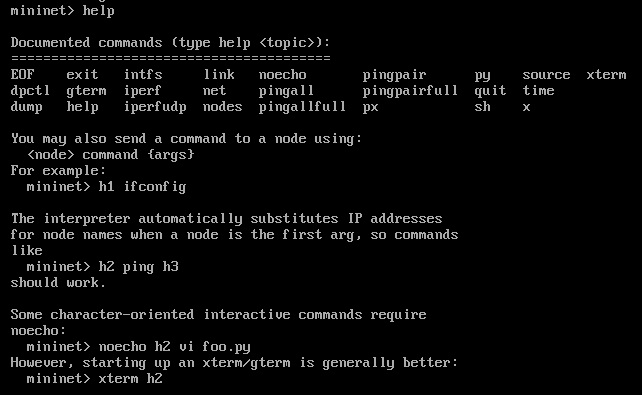 mininet> help
Documented commands (type help <topic>):
========================================
EOF    exit   intfs     link   noecho       pingpair      py    source  xterm
dpctl  gterm  iperf     net    pingall      pingpairfull  quit  time
dump   help   iperfudp  nodes  pingallfull  px            sh    x
You may also send a command to a node using:
  <node> command {args}
For example:
  mininet> h1 ifconfig
The interpreter automatically substitutes IP addresses
for node names when a node is the first arg, so commands
like
  mininet> h2 ping h3
should work.
Some character-oriented interactive commands require
noecho:
  mininet> noecho h2 vi foo.py
However, starting up an xterm/gterm is generally better:
  mininet> xterm h2